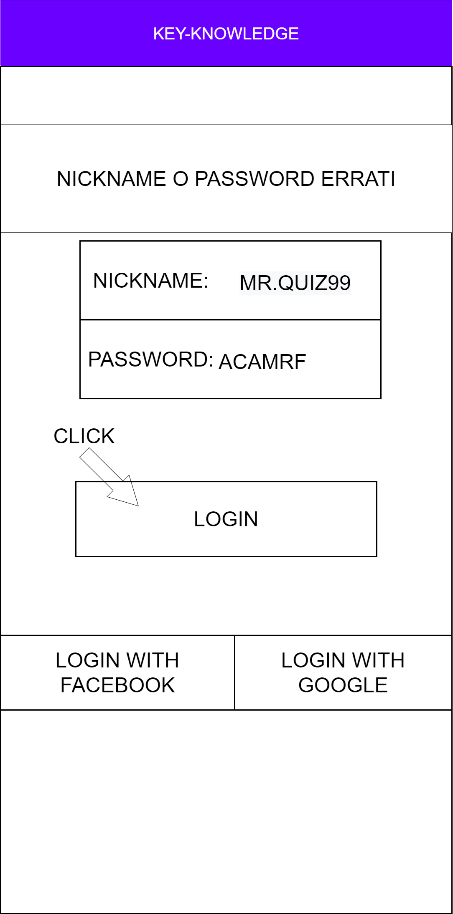 KEY-KNOWLEDGE
NICKNAME O PASSWORD ERRATI
NICKNAME: MR.QUIZ99
PASSWORD: ACAMRF
CLICK
LOGIN
LOGIN WITH
FACEBOOK
LOGIN WITH
GOOGLE